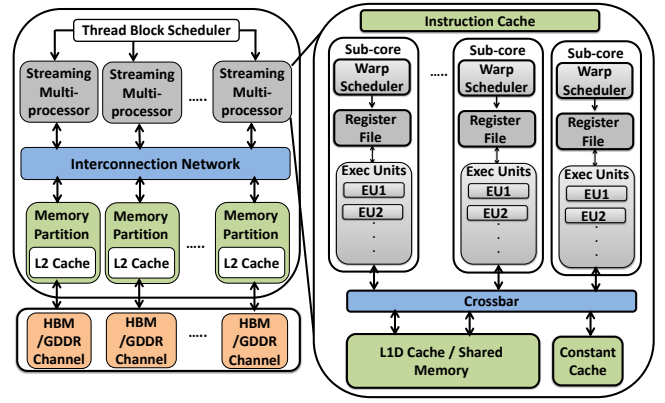 Thread Block Scheduler
Streaming
Multi-
processor
Streaming
Multi-
processor
.....
Streaming
Multi-
processor
Interconnection Network
Memory
Partition
L2 Cache
Memory
Partition
L2 Cache
.....
Memory
Partition
L2 Cache
HBM
/GDDR
Channel
HBM
/GDDR
Channel
.....
HBM
/GDDR
Channel
Instruction Cache
Sub-core
Warp
Scheduler
Register
File
Exec Units
EU1
EU2
.
.
.
.....
Sub-core
Warp
Scheduler
Register
File
Exec Units
EU1
EU2
.
.
.
Sub-core
Warp
Scheduler
Register
File
Exec Units
EU1
EU2
.
.
.
Crossbar
L1D Cache / Shared
Memory
Constant
Cache